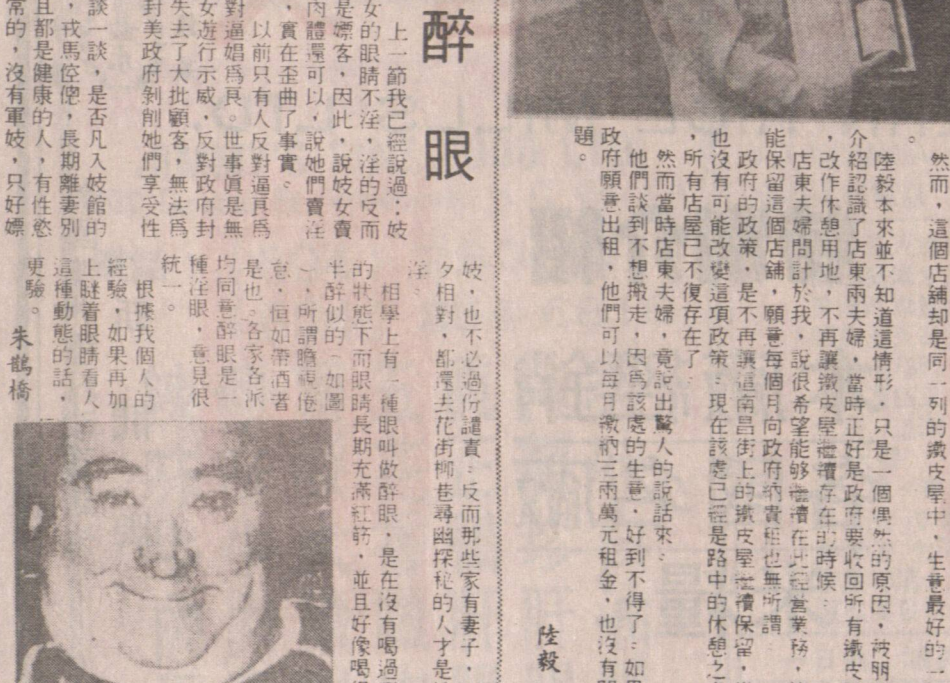 。
然而，這個店舖却是同一列的鐵皮屋中，生意最好的一
陸毅本來並不知道這情形，只是一個偶然的原因，被朋
介紹認識了店東兩夫婦，當時正好是政府要收回所有鐵皮
，改作休憩用地，不再讓鐵皮屋繼續存在的時候。
店東夫婦問計於我，說很希望能够繼續在此經營業務，
能保留這個店舖，願意每個月向政府納貴租也無所謂。
政府的政策，是不再讓這南昌街上的鐵皮屋繼續保留，
也沒有可能改變這項政策。現在該處已經是路中的休憩之
，所有店屋已不復存在了。
然而當時店東夫婦，竟說出驚人的說話來。
他們談到不想搬走，因爲該處的生意，好到不得了。如果
政府願意出租，他們可以每月繳納三兩萬元租金，也沒有問
題。
陸毅
醉眼
上一節我已經說過：妓
女的眼睛不淫，淫的反而
是嫖客，因此，說妓女賣
肉體還可以，說她們賣淫
，實在歪曲了事實。
以前只有人反對逼良爲
對逼娼爲良。世事眞是無
女遊行示威，反對政府封
失去了大批顧客，無法爲
封美政府剝削她們享受性
談一談，是否凡入妓館的
，戎馬倥傯，長期離妻別
且都是健康的人，有性慾
常的，沒有軍妓，只好嫖
妓，也不必過份譴責。反而那些家有妻子，
夕相對，都還去花街柳巷尋幽探秘的人才是
淫。
相學上有一種眼叫做醉眼，是在沒有喝過
的狀態下而眼睛長期充滿紅筋，並且好像喝
半醉似的。如圖
，所謂瞻視倦
怠，恒如帶酒者
是也。各家各派
均同意醉眼是一
種淫眼，意見很
統一。
根據我個人的
經驗，如果再加
上瞇着眼睛看人
這種動態的話，
更驗。
朱鵲橋